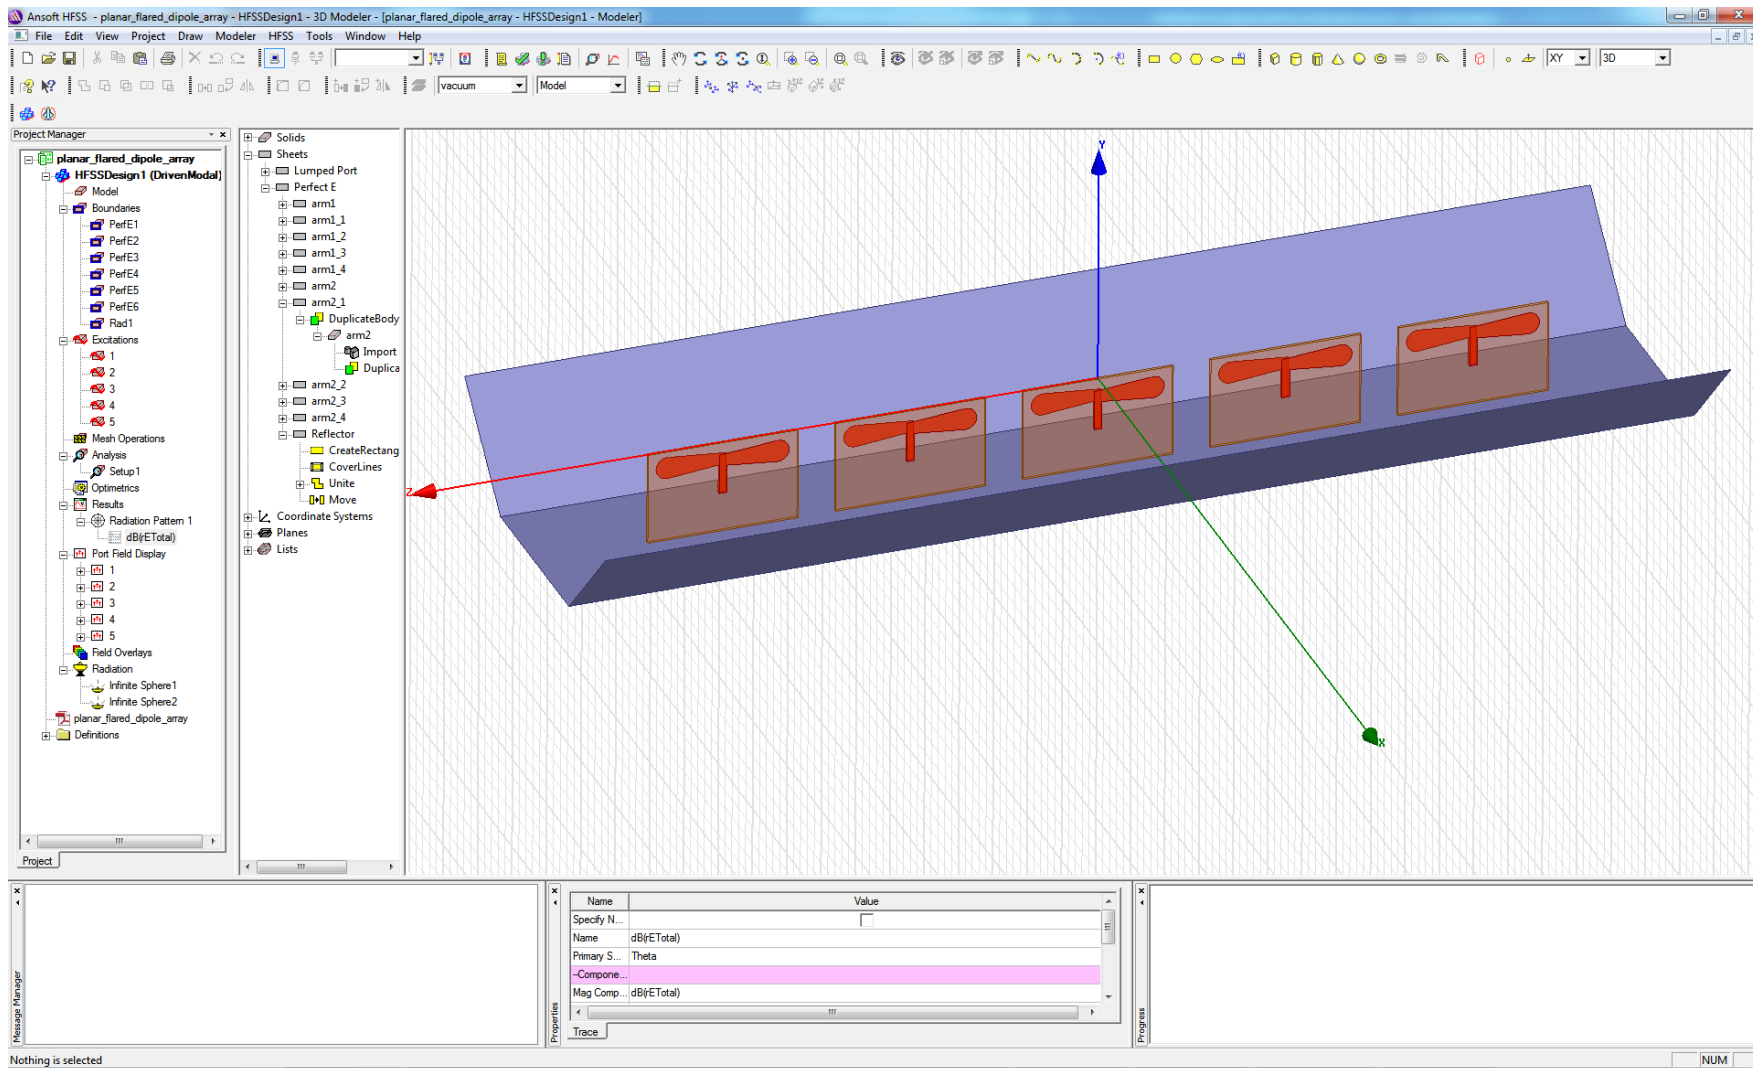 Ansoft HFSS - planar_flared_dipole_array - HFSSDesign1 - 3D Modeler - [planar_flared_dipole_array - HFSSDesign1 - Modeler]
File Edit View Project Draw Modeler HFSS Tools Window Help
XY 3D
vacuum Model
Project Manager
planar_flared_dipole_array
HFSSDesign1 (DrivenModal)
Model
Boundaries
PerfE1
PerfE2
PerfE3
PerfE4
PerfE5
PerfE6
Rad1
Excitations
1
2
3
4
5
Mesh Operations
Analysis
Setup1
Optimetrics
Results
Radiation Pattern 1
dB(rETotal)
Port Field Display
1
2
3
4
5
Field Overlays
Radiation
Infinite Sphere1
Infinite Sphere2
planar_flared_dipole_array
Definitions
Project
Solids
Sheets
Lumped Port
Perfect E
arm1
arm1_1
arm1_2
arm1_3
arm1_4
arm2
arm2_1
DuplicateBody
arm2
Import
Duplica
arm2_2
arm2_3
arm2_4
Reflector
CreateRectang
CoverLines
Unite
Move
Coordinate Systems
Planes
Lists
Y
Z
X
Message Manager
Properties
Name Value
Specify N...
Name dB(rETotal)
Primary S... Theta
-Compone...
Mag Comp... dB(rETotal)
Trace
Progress
Nothing is selected
NUM